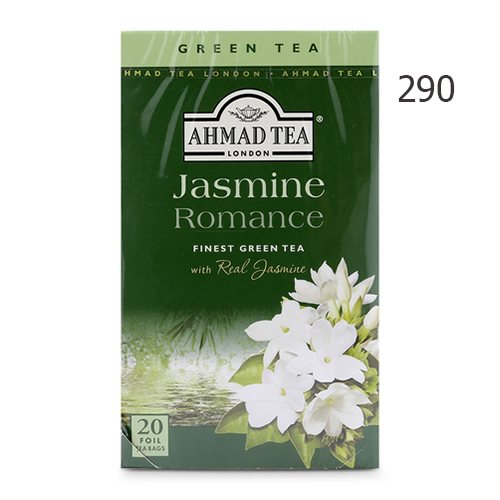 GREEN TEA
HMAD TEA LONDON • AHMAD TEA L
290
AHMAD TEA®
LONDON
Jasmine
Romance
FINEST GREEN TEA
with Real Jasmine
20
FOIL
TEA BAGS